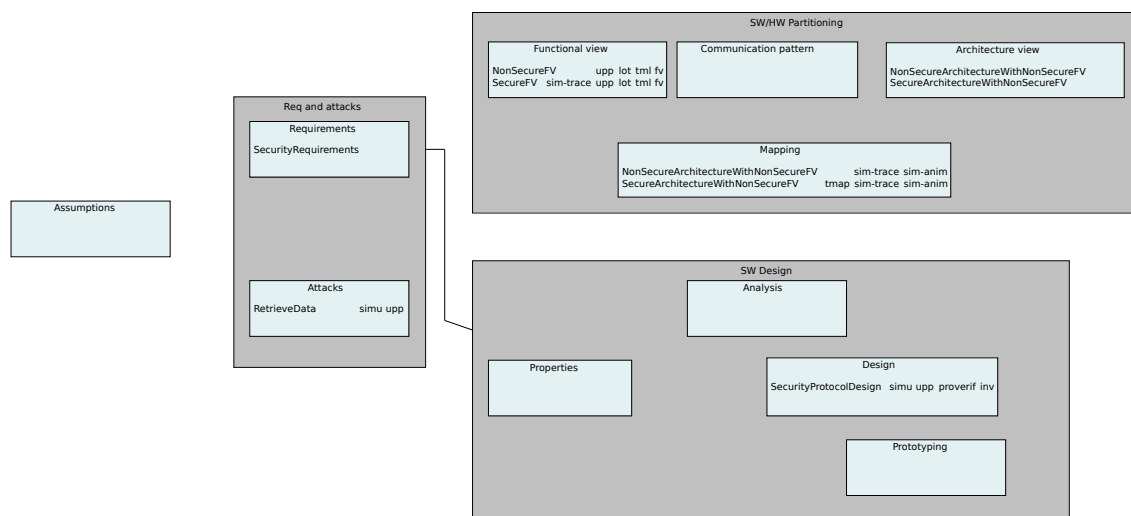 SW/HW Partitioning
Functional view
NonSecureFV upp lot tml fv
SecureFV sim-trace upp lot tml fv
Communication pattern
Architecture view
NonSecureArchitectureWithNonSecureFV
SecureArchitectureWithNonSecureFV
Mapping
NonSecureArchitectureWithNonSecureFV sim-trace sim-anim
SecureArchitectureWithNonSecureFV tmap sim-trace sim-anim
Req and attacks
Requirements
SecurityRequirements
Assumptions
Attacks
RetrieveData simu upp
SW Design
Analysis
Properties
Design
SecurityProtocolDesign simu upp proverif inv
Prototyping